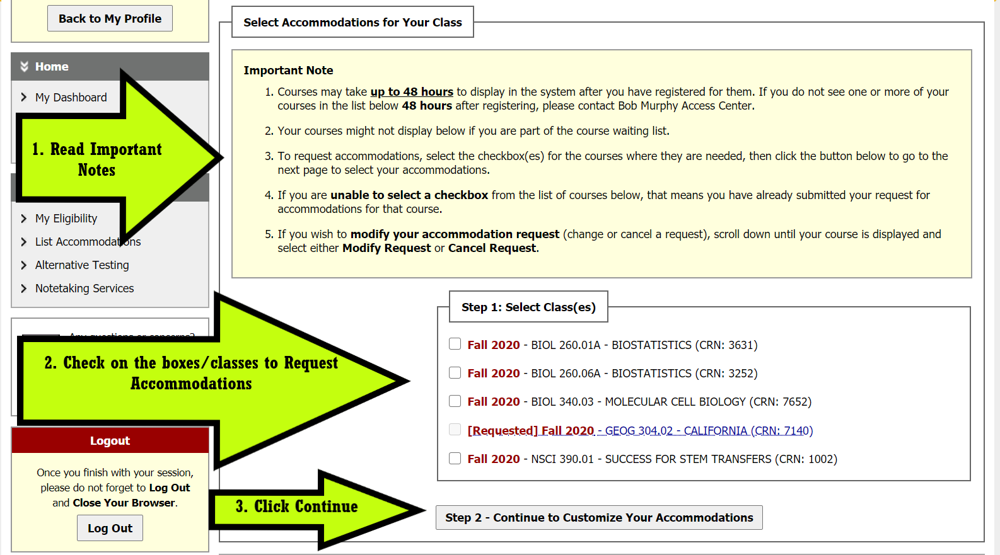 Back to My Profile
Home
My Dashboard
1. Read Important
Notes
My Eligibility
List Accommodations
Alternative Testing
Notetaking Services
Any questions or concerns?
2. Check on the boxes/classes to Request
Accommodations
Logout
Once you finish with your session,
please do not forget to Log Out
and Close Your Browser.
Log Out
Select Accommodations for Your Class
Important Note
1. Courses may take up to 48 hours to display in the system after you have registered for them. If you do not see one or more of your
courses in the list below 48 hours after registering, please contact Bob Murphy Access Center.
2. Your courses might not display below if you are part of the course waiting list.
3. To request accommodations, select the checkbox(es) for the courses where they are needed, then click the button below to go to the
next page to select your accommodations.
4. If you are unable to select a checkbox from the list of courses below, that means you have already submitted your request for
accommodations for that course.
5. If you wish to modify your accommodation request (change or cancel a request), scroll down until your course is displayed and
select either Modify Request or Cancel Request.
Step 1: Select Class(es)
Fall 2020 - BIOL 260.01A - BIOSTATISTICS (CRN: 3631)
Fall 2020 - BIOL 260.06A - BIOSTATISTICS (CRN: 3252)
Fall 2020 - BIOL 340.03 - MOLECULAR CELL BIOLOGY (CRN: 7652)
[Requested] Fall 2020 - GEOG 304.02 - CALIFORNIA (CRN: 7140)
Fall 2020 - NSCI 390.01 - SUCCESS FOR STEM TRANSFERS (CRN: 1002)
3. Click Continue
Step 2 - Continue to Customize Your Accommodations